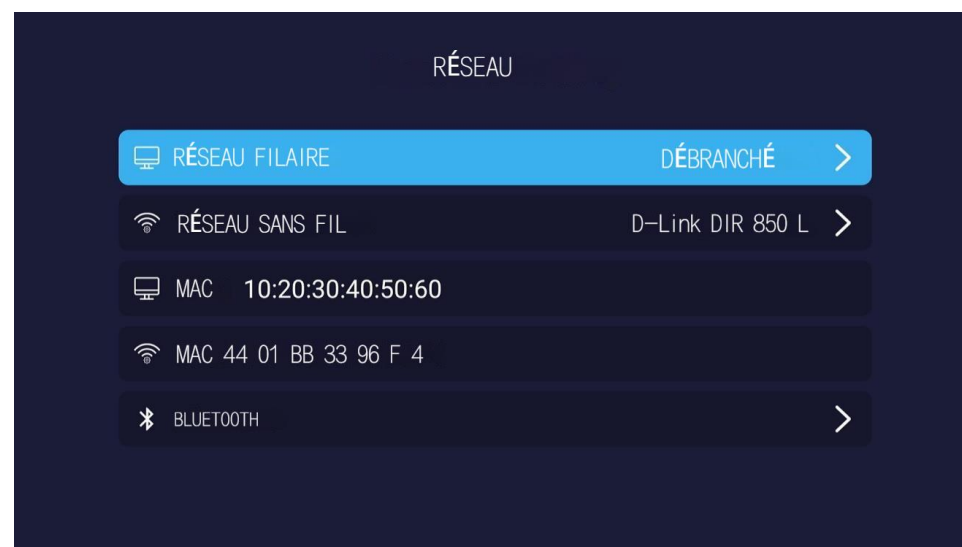 RÉSEAU
RÉSEAU FILAIRE DÉBRANCHÉ
RÉSEAU SANS FIL D-Link DIR 850 L
MAC 10:20:30:40:50:60
MAC 44 01 BB 33 96 F 4
BLUETOOTH